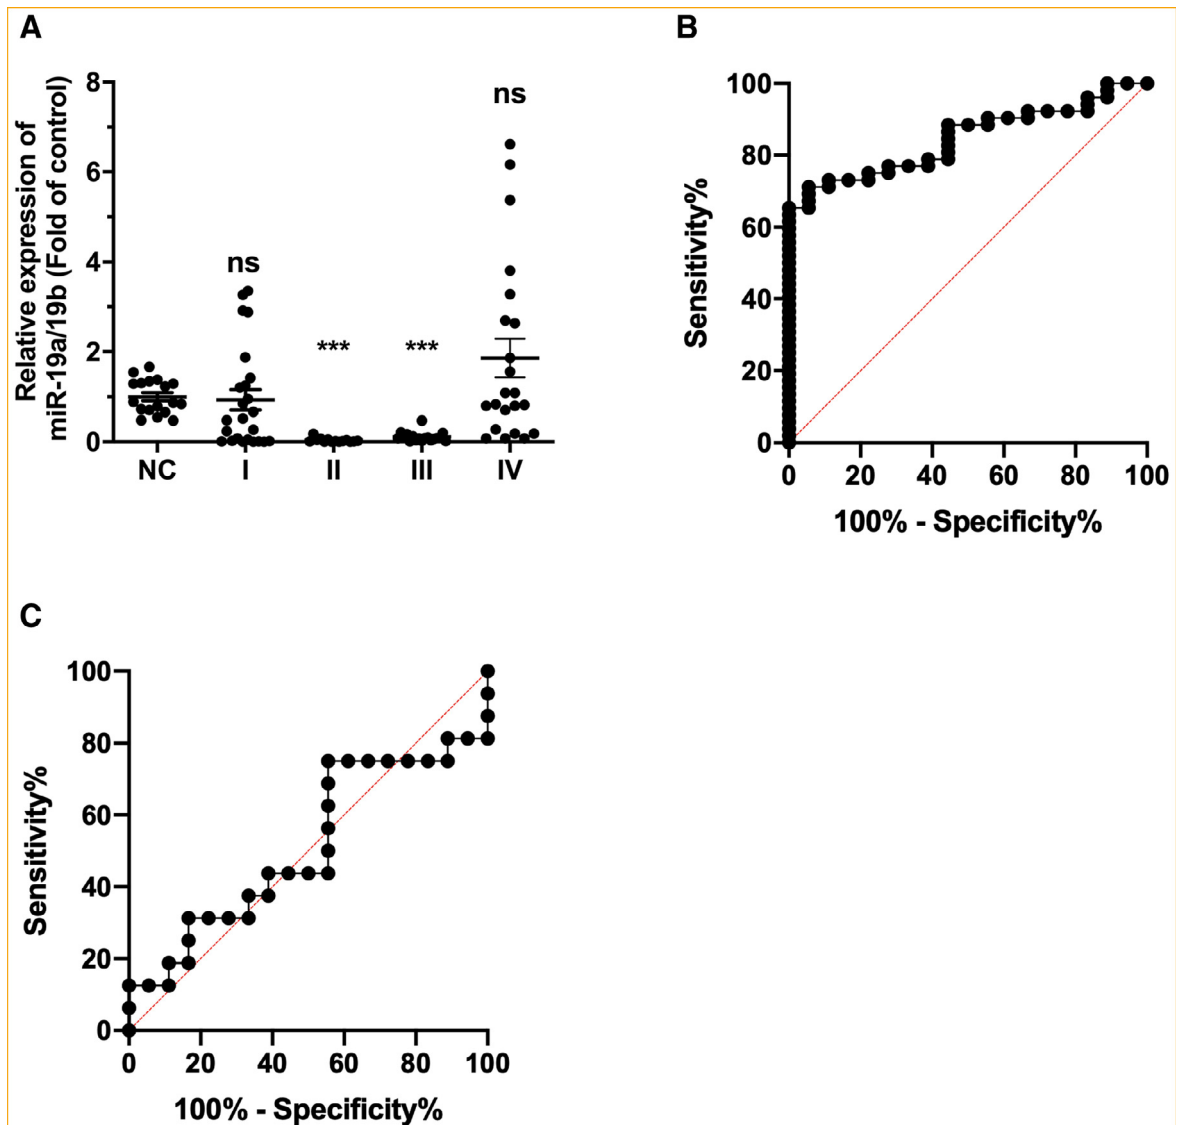 A
Relative expression of
miR-19a/19b (Fold of control)
8
6
4
2
0
ns
***
***
ns
NC I II III IV
B
Sensitivity%
100
80
60
40
20
0
0 20 40 60 80 100
100% - Specificity%
C
Sensitivity%
100
80
60
40
20
0
0 20 40 60 80 100
100% - Specificity%